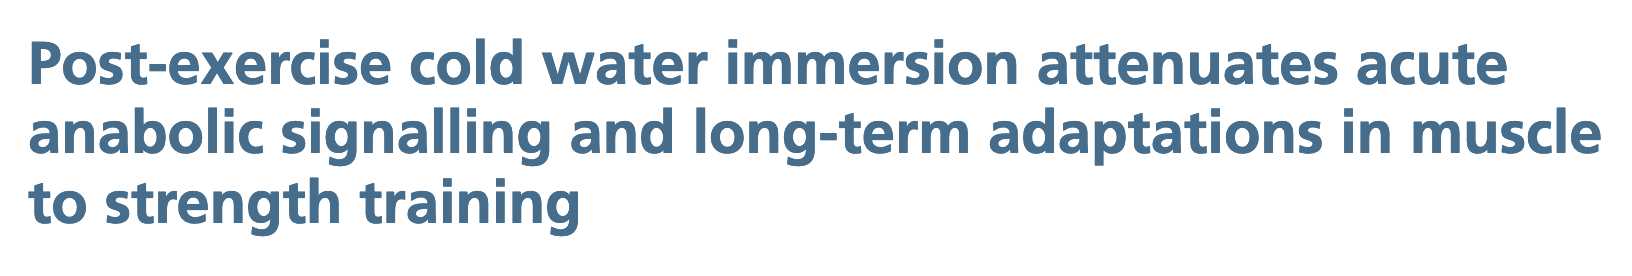 Post-exercise cold water immersion attenuates acute
anabolic signalling and long-term adaptations in muscle
to strength training